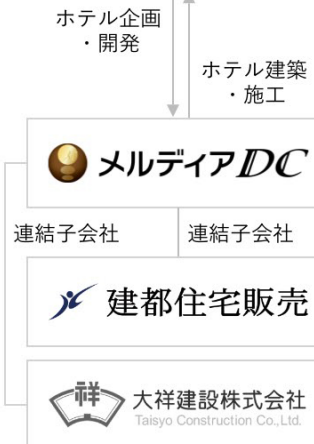 ホテル企画
・開発
ホテル建築
・施工
メルディアDC
連結子会社
連結子会社
建都住宅販売
祥
大祥建設株式会社
Taisyo Construction Co.,Ltd.